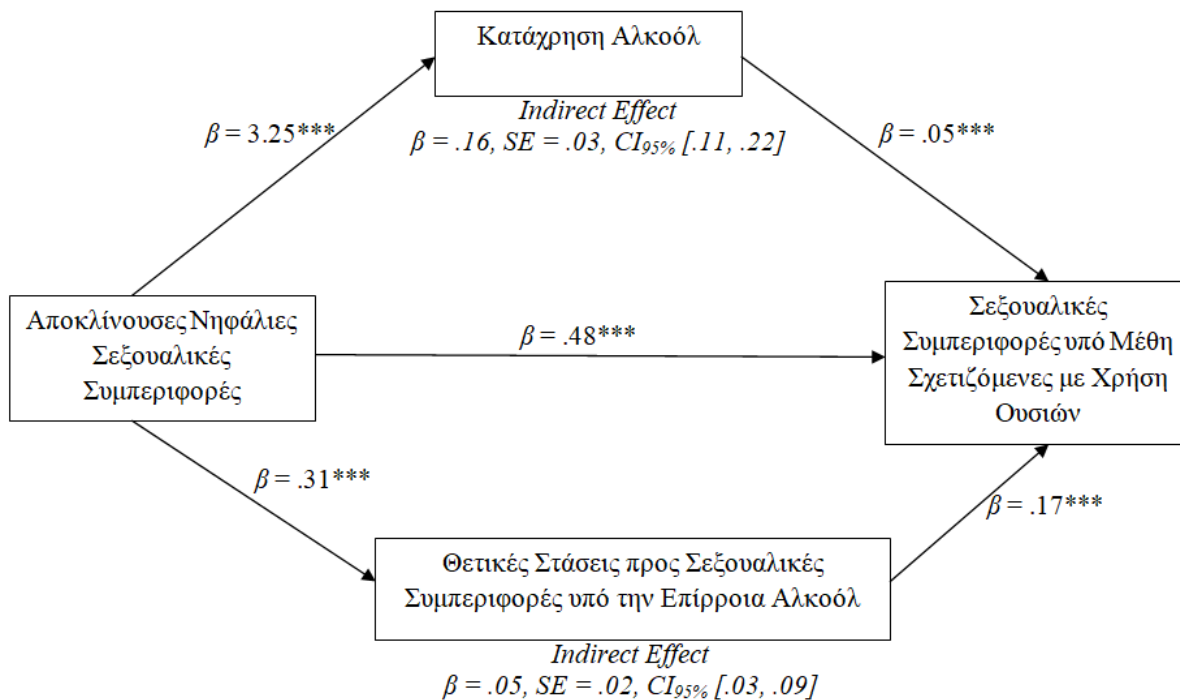 Κατάχρηση Αλκοόλ
Indirect Effect
β = .16, SE = .03, CI95% [.11, .22]
β = 3.25***
β = .05***
Αποκλίνουσες Νηφάλιες
Σεξουαλικές
Συμπεριφορές
β = .48***
Σεξουαλικές
Συμπεριφορές υπό Μέθη
Σχετιζόμενες με Χρήση
Ουσιών
β = .31***
β = .17***
Θετικές Στάσεις προς Σεξουαλικές
Συμπεριφορές υπό την Επίρροια Αλκοόλ
Indirect Effect
β = .05, SE = .02, CI95% [.03, .09]